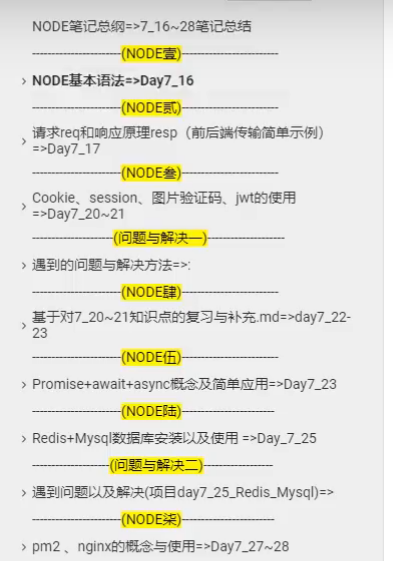 NODE笔记总纲=>7_16~28笔记总结
-----------------------(NODE壹)-------------------------
NODE基本语法=>Day7_16
-----------------------(NODE贰)-------------------------
请求req和响应原理resp（前后端传输简单示例）
=>Day7_17
-----------------------(NODE叁)-------------------------
Cookie、session、图片验证码、jwt的使用
=>Day7_20~21
---------------------(问题与解决一)--------------------
遇到的问题与解决方法=>:
-----------------------(NODE肆)-------------------------
基于对7_20~21知识点的复习与补充.md=>day7_22-
23
-----------------------(NODE伍)-------------------------
Promise+await+async概念及简单应用=>Day7_23
-----------------------(NODE陆)------------------------
Redis+Mysql数据库安装以及使用 =>Day_7_25
--------------------(问题与解决二)------------------
遇到问题以及解决(项目day7_25_Redis_Mysql)=>
-----------------------(NODE柒)------------------------
pm2 、nginx的概念与使用=>Day7_27~28